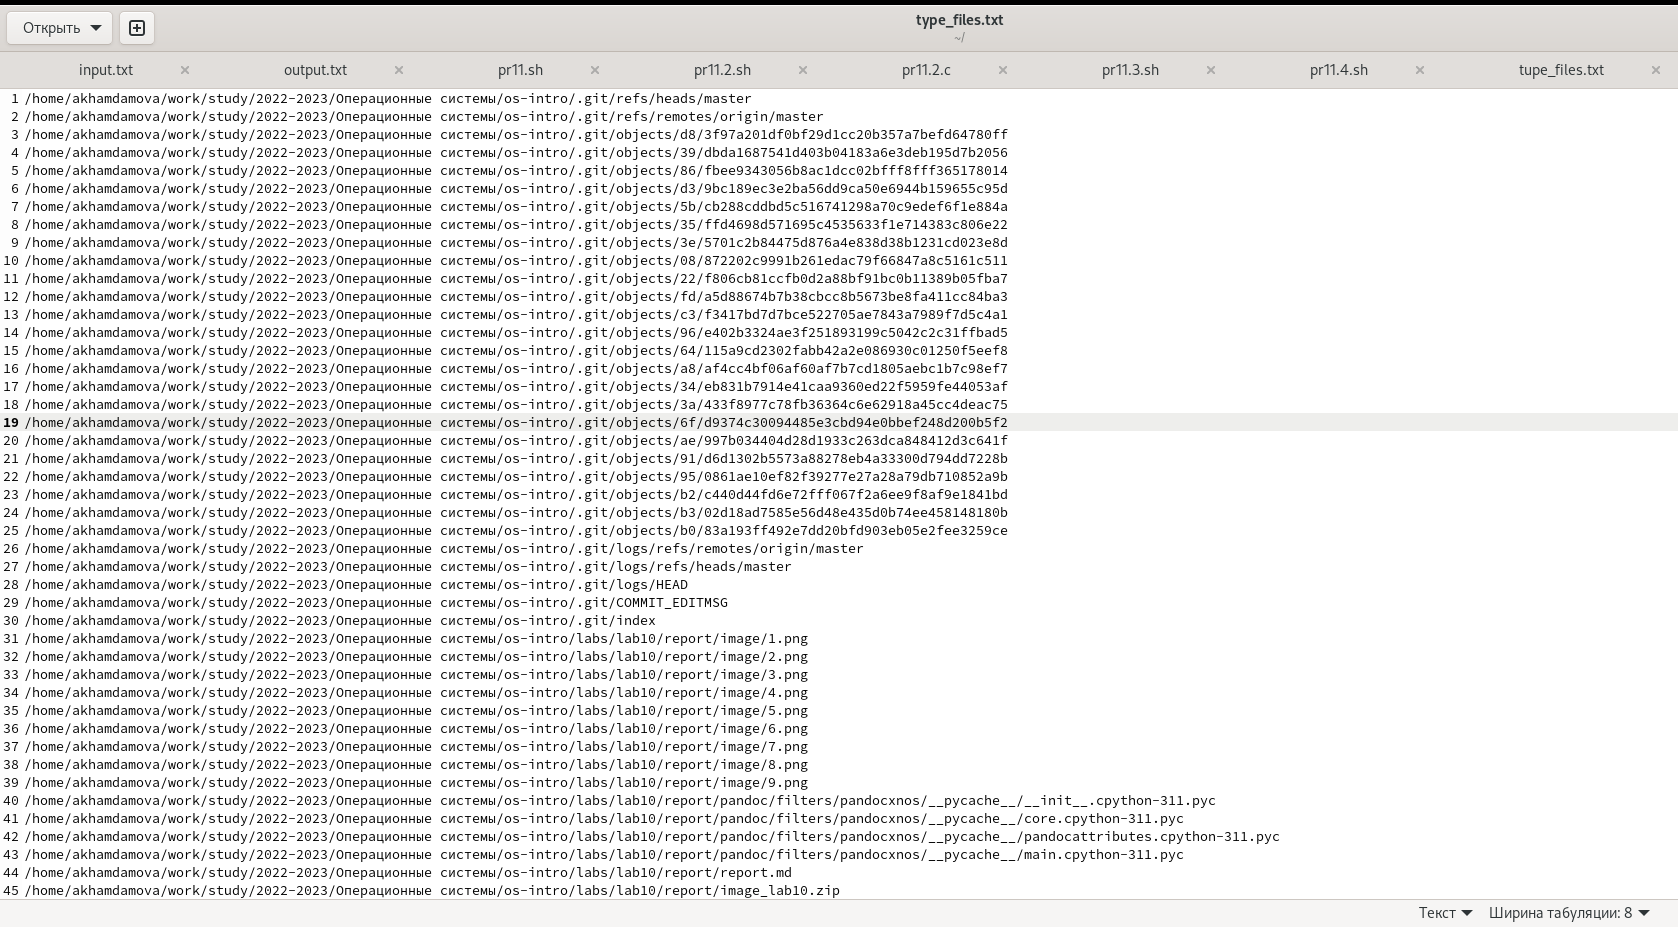 Открыть
type_files.txt
~/
input.txt
output.txt
pr11.sh
pr11.2.sh
pr11.2.c
pr11.3.sh
pr11.4.sh
tupe_files.txt
1 /home/akhamdamova/work/study/2022-2023/Операционные системы/os-intro/.git/refs/heads/master
2 /home/akhamdamova/work/study/2022-2023/Операционные системы/os-intro/.git/refs/remotes/origin/master
3 /home/akhamdamova/work/study/2022-2023/Операционные системы/os-intro/.git/objects/d8/3f97a201df0bf29d1cc20b357a7befd64780ff
4 /home/akhamdamova/work/study/2022-2023/Операционные системы/os-intro/.git/objects/39/dbda1687541d403b04183a6e3deb195d7b2056
5 /home/akhamdamova/work/study/2022-2023/Операционные системы/os-intro/.git/objects/86/fbee9343056b8ac1dcc02bfff8fff365178014
6 /home/akhamdamova/work/study/2022-2023/Операционные системы/os-intro/.git/objects/d3/9bc189ec3e2ba56dd9ca50e6944b159655c95d
7 /home/akhamdamova/work/study/2022-2023/Операционные системы/os-intro/.git/objects/5b/cb288cddbd5c516741298a70c9edef6f1e884a
8 /home/akhamdamova/work/study/2022-2023/Операционные системы/os-intro/.git/objects/35/ffd4698d571695c4535633f1e714383c806e22
9 /home/akhamdamova/work/study/2022-2023/Операционные системы/os-intro/.git/objects/3e/5701c2b84475d876a4e838d38b1231cd023e8d
10 /home/akhamdamova/work/study/2022-2023/Операционные системы/os-intro/.git/objects/08/872202c9991b261edac79f66847a8c5161c511
11 /home/akhamdamova/work/study/2022-2023/Операционные системы/os-intro/.git/objects/22/f806cb81ccfb0d2a88bf91bc0b11389b05fba7
12 /home/akhamdamova/work/study/2022-2023/Операционные системы/os-intro/.git/objects/fd/a5d88674b7b38cbcc8b5673be8fa411cc84ba3
13 /home/akhamdamova/work/study/2022-2023/Операционные системы/os-intro/.git/objects/c3/f3417bd7d7bce522705ae7843a7989f7d5c4a1
14 /home/akhamdamova/work/study/2022-2023/Операционные системы/os-intro/.git/objects/96/e402b3324ae3f251893199c5042c2c31ffbad5
15 /home/akhamdamova/work/study/2022-2023/Операционные системы/os-intro/.git/objects/64/115a9cd2302fabb42a2e086930c01250f5eef8
16 /home/akhamdamova/work/study/2022-2023/Операционные системы/os-intro/.git/objects/a8/af4cc4bf06af60af7b7cd1805aebc1b7c98ef7
17 /home/akhamdamova/work/study/2022-2023/Операционные системы/os-intro/.git/objects/34/eb831b7914e41caa9360ed22f5959fe44053af
18 /home/akhamdamova/work/study/2022-2023/Операционные системы/os-intro/.git/objects/3a/433f8977c78fb36364c6e62918a45cc4deac75
19 /home/akhamdamova/work/study/2022-2023/Операционные системы/os-intro/.git/objects/6f/d9374c30094485e3cbd94e0bbef248d200b5f2
20 /home/akhamdamova/work/study/2022-2023/Операционные системы/os-intro/.git/objects/ae/997b034404d28d1933c263dca848412d3c641f
21 /home/akhamdamova/work/study/2022-2023/Операционные системы/os-intro/.git/objects/91/d6d1302b5573a88278eb4a33300d794dd7228b
22 /home/akhamdamova/work/study/2022-2023/Операционные системы/os-intro/.git/objects/95/0861ae10ef82f39277e27a28a79db710852a9b
23 /home/akhamdamova/work/study/2022-2023/Операционные системы/os-intro/.git/objects/b2/c440d44fd6e72fff067f2a6ee9f8af9e1841bd
24 /home/akhamdamova/work/study/2022-2023/Операционные системы/os-intro/.git/objects/b3/02d18ad7585e56d48e435d0b74ee458148180b
25 /home/akhamdamova/work/study/2022-2023/Операционные системы/os-intro/.git/objects/b0/83a193ff492e7dd20bfd903eb05e2fee3259ce
26 /home/akhamdamova/work/study/2022-2023/Операционные системы/os-intro/.git/logs/refs/remotes/origin/master
27 /home/akhamdamova/work/study/2022-2023/Операционные системы/os-intro/.git/logs/refs/heads/master
28 /home/akhamdamova/work/study/2022-2023/Операционные системы/os-intro/.git/logs/HEAD
29 /home/akhamdamova/work/study/2022-2023/Операционные системы/os-intro/.git/COMMIT_EDITMSG
30 /home/akhamdamova/work/study/2022-2023/Операционные системы/os-intro/.git/index
31 /home/akhamdamova/work/study/2022-2023/Операционные системы/os-intro/labs/lab10/report/image/1.png
32 /home/akhamdamova/work/study/2022-2023/Операционные системы/os-intro/labs/lab10/report/image/2.png
33 /home/akhamdamova/work/study/2022-2023/Операционные системы/os-intro/labs/lab10/report/image/3.png
34 /home/akhamdamova/work/study/2022-2023/Операционные системы/os-intro/labs/lab10/report/image/4.png
35 /home/akhamdamova/work/study/2022-2023/Операционные системы/os-intro/labs/lab10/report/image/5.png
36 /home/akhamdamova/work/study/2022-2023/Операционные системы/os-intro/labs/lab10/report/image/6.png
37 /home/akhamdamova/work/study/2022-2023/Операционные системы/os-intro/labs/lab10/report/image/7.png
38 /home/akhamdamova/work/study/2022-2023/Операционные системы/os-intro/labs/lab10/report/image/8.png
39 /home/akhamdamova/work/study/2022-2023/Операционные системы/os-intro/labs/lab10/report/image/9.png
40 /home/akhamdamova/work/study/2022-2023/Операционные системы/os-intro/labs/lab10/report/pandoc/filters/pandocxnos/__pycache__/__init__.cpython-311.pyc
41 /home/akhamdamova/work/study/2022-2023/Операционные системы/os-intro/labs/lab10/report/pandoc/filters/pandocxnos/__pycache__/core.cpython-311.pyc
42 /home/akhamdamova/work/study/2022-2023/Операционные системы/os-intro/labs/lab10/report/pandoc/filters/pandocxnos/__pycache__/pandocattributes.cpython-311.pyc
43 /home/akhamdamova/work/study/2022-2023/Операционные системы/os-intro/labs/lab10/report/pandoc/filters/pandocxnos/__pycache__/main.cpython-311.pyc
44 /home/akhamdamova/work/study/2022-2023/Операционные системы/os-intro/labs/lab10/report/report.md
45 /home/akhamdamova/work/study/2022-2023/Операционные системы/os-intro/labs/lab10/report/image_lab10.zip
Текст
Ширина табуляции: 8